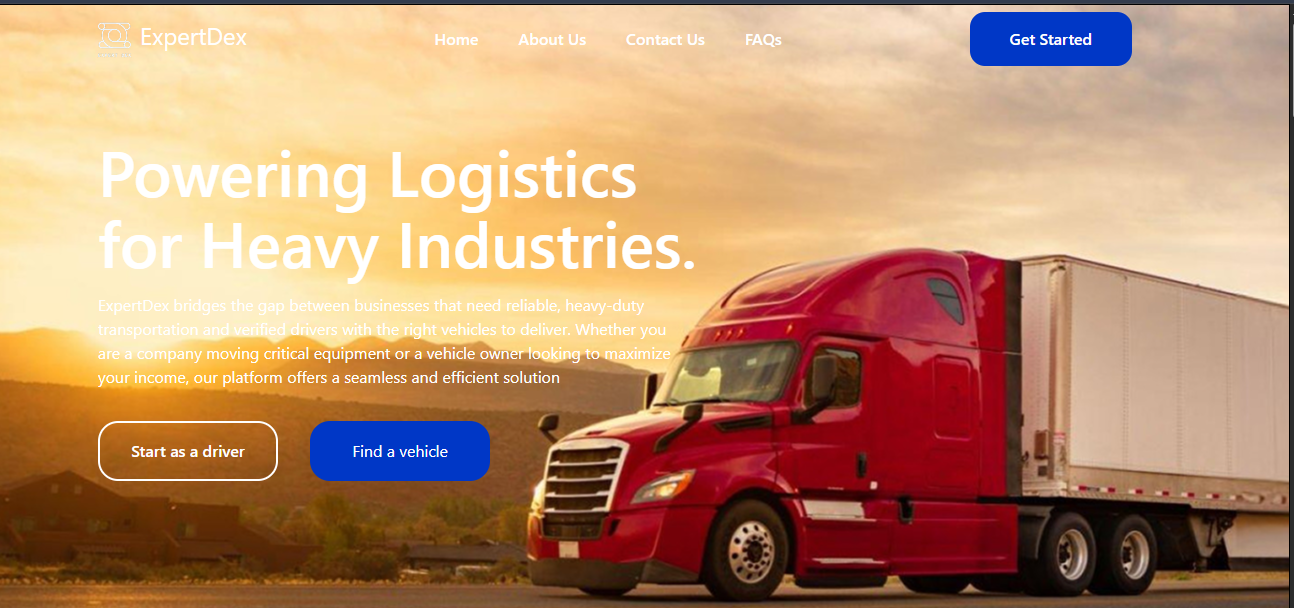 ExpertDex
Home
About Us
Contact Us
FAQs
Get Started
Powering Logistics
for Heavy Industries.
ExpertDex bridges the gap between businesses that need reliable, heavy-duty
transportation and verified drivers with the right vehicles to deliver. Whether you
are a company moving critical equipment or a vehicle owner looking to maximize
your income, our platform offers a seamless and efficient solution
Start as a driver
Find a vehicle